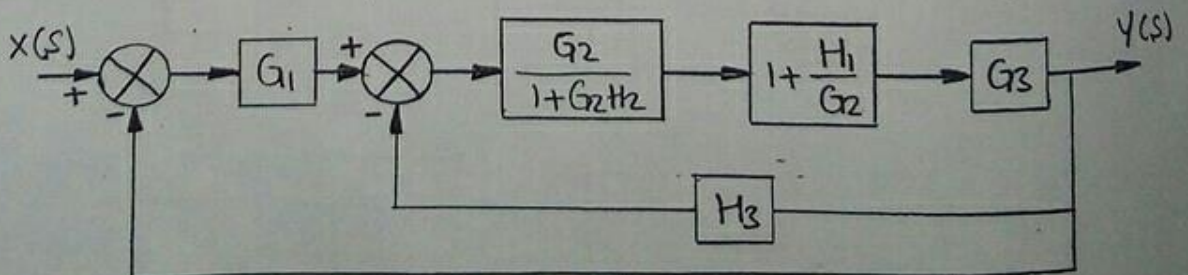 X(S)
+
-
G1
+
-
G2
1+G2H2
1+ H1
G2
G3
Y(S)
H3